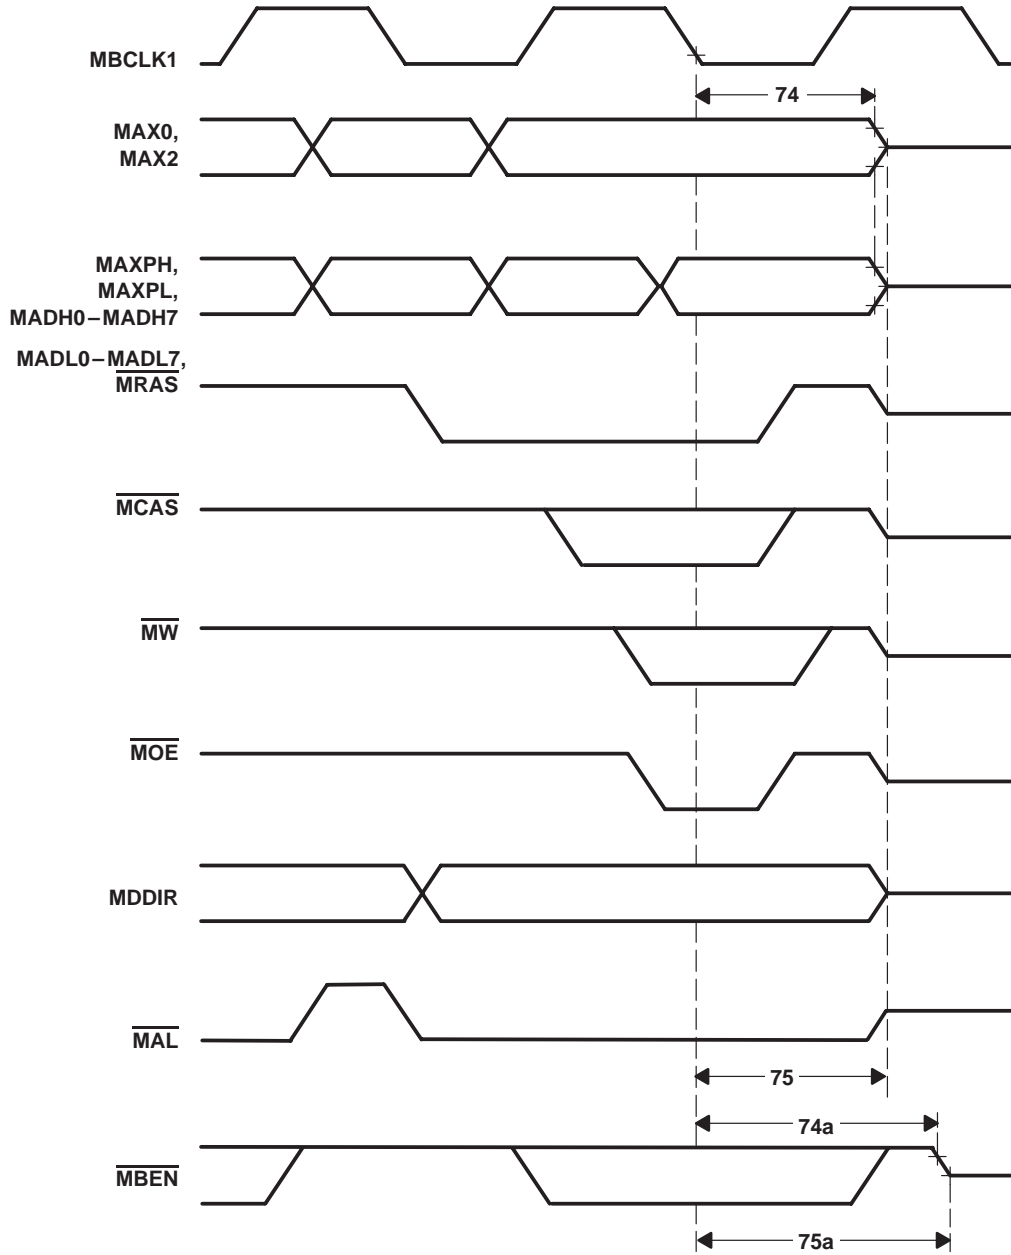 MBCLK1
74
MAX0,
MAX2
MAXPH,
MAXPL,
MADH0–MADH7
MADL0–MADL7,
MRAS
MCAS
MW
MOE
MDDIR
MAL
75
74a
MBEN
75a